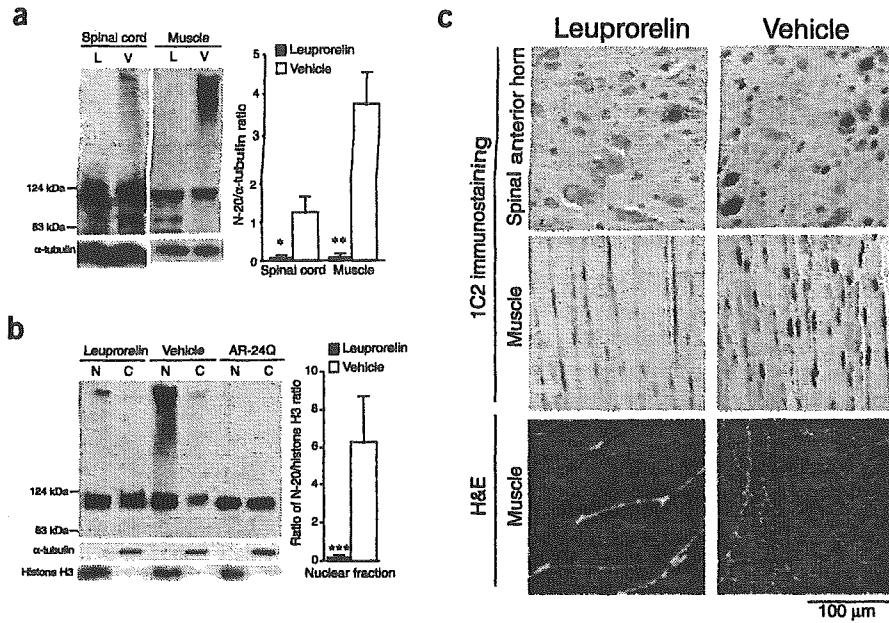 a
Spinal cord Muscle
L V L V
124 kDa
83 kDa
α-tubulin
Leuprorelin
Vehicle
N-20/α-tubulin ratio
5
4
3
2
1
0
* **
Spinal cord Muscle
b
Leuprorelin Vehicle AR-24Q
N C N C N C
124 kDa
83 kDa
α-tubulin
Histone H3
Leuprorelin
Vehicle
Ratio of N-20/histone H3 ratio
10
8
6
4
2
0
***
Nuclear fraction
c
Leuprorelin Vehicle
1C2 immunostaining
Spinal anterior horn
Muscle
H&E
Muscle
100 µm